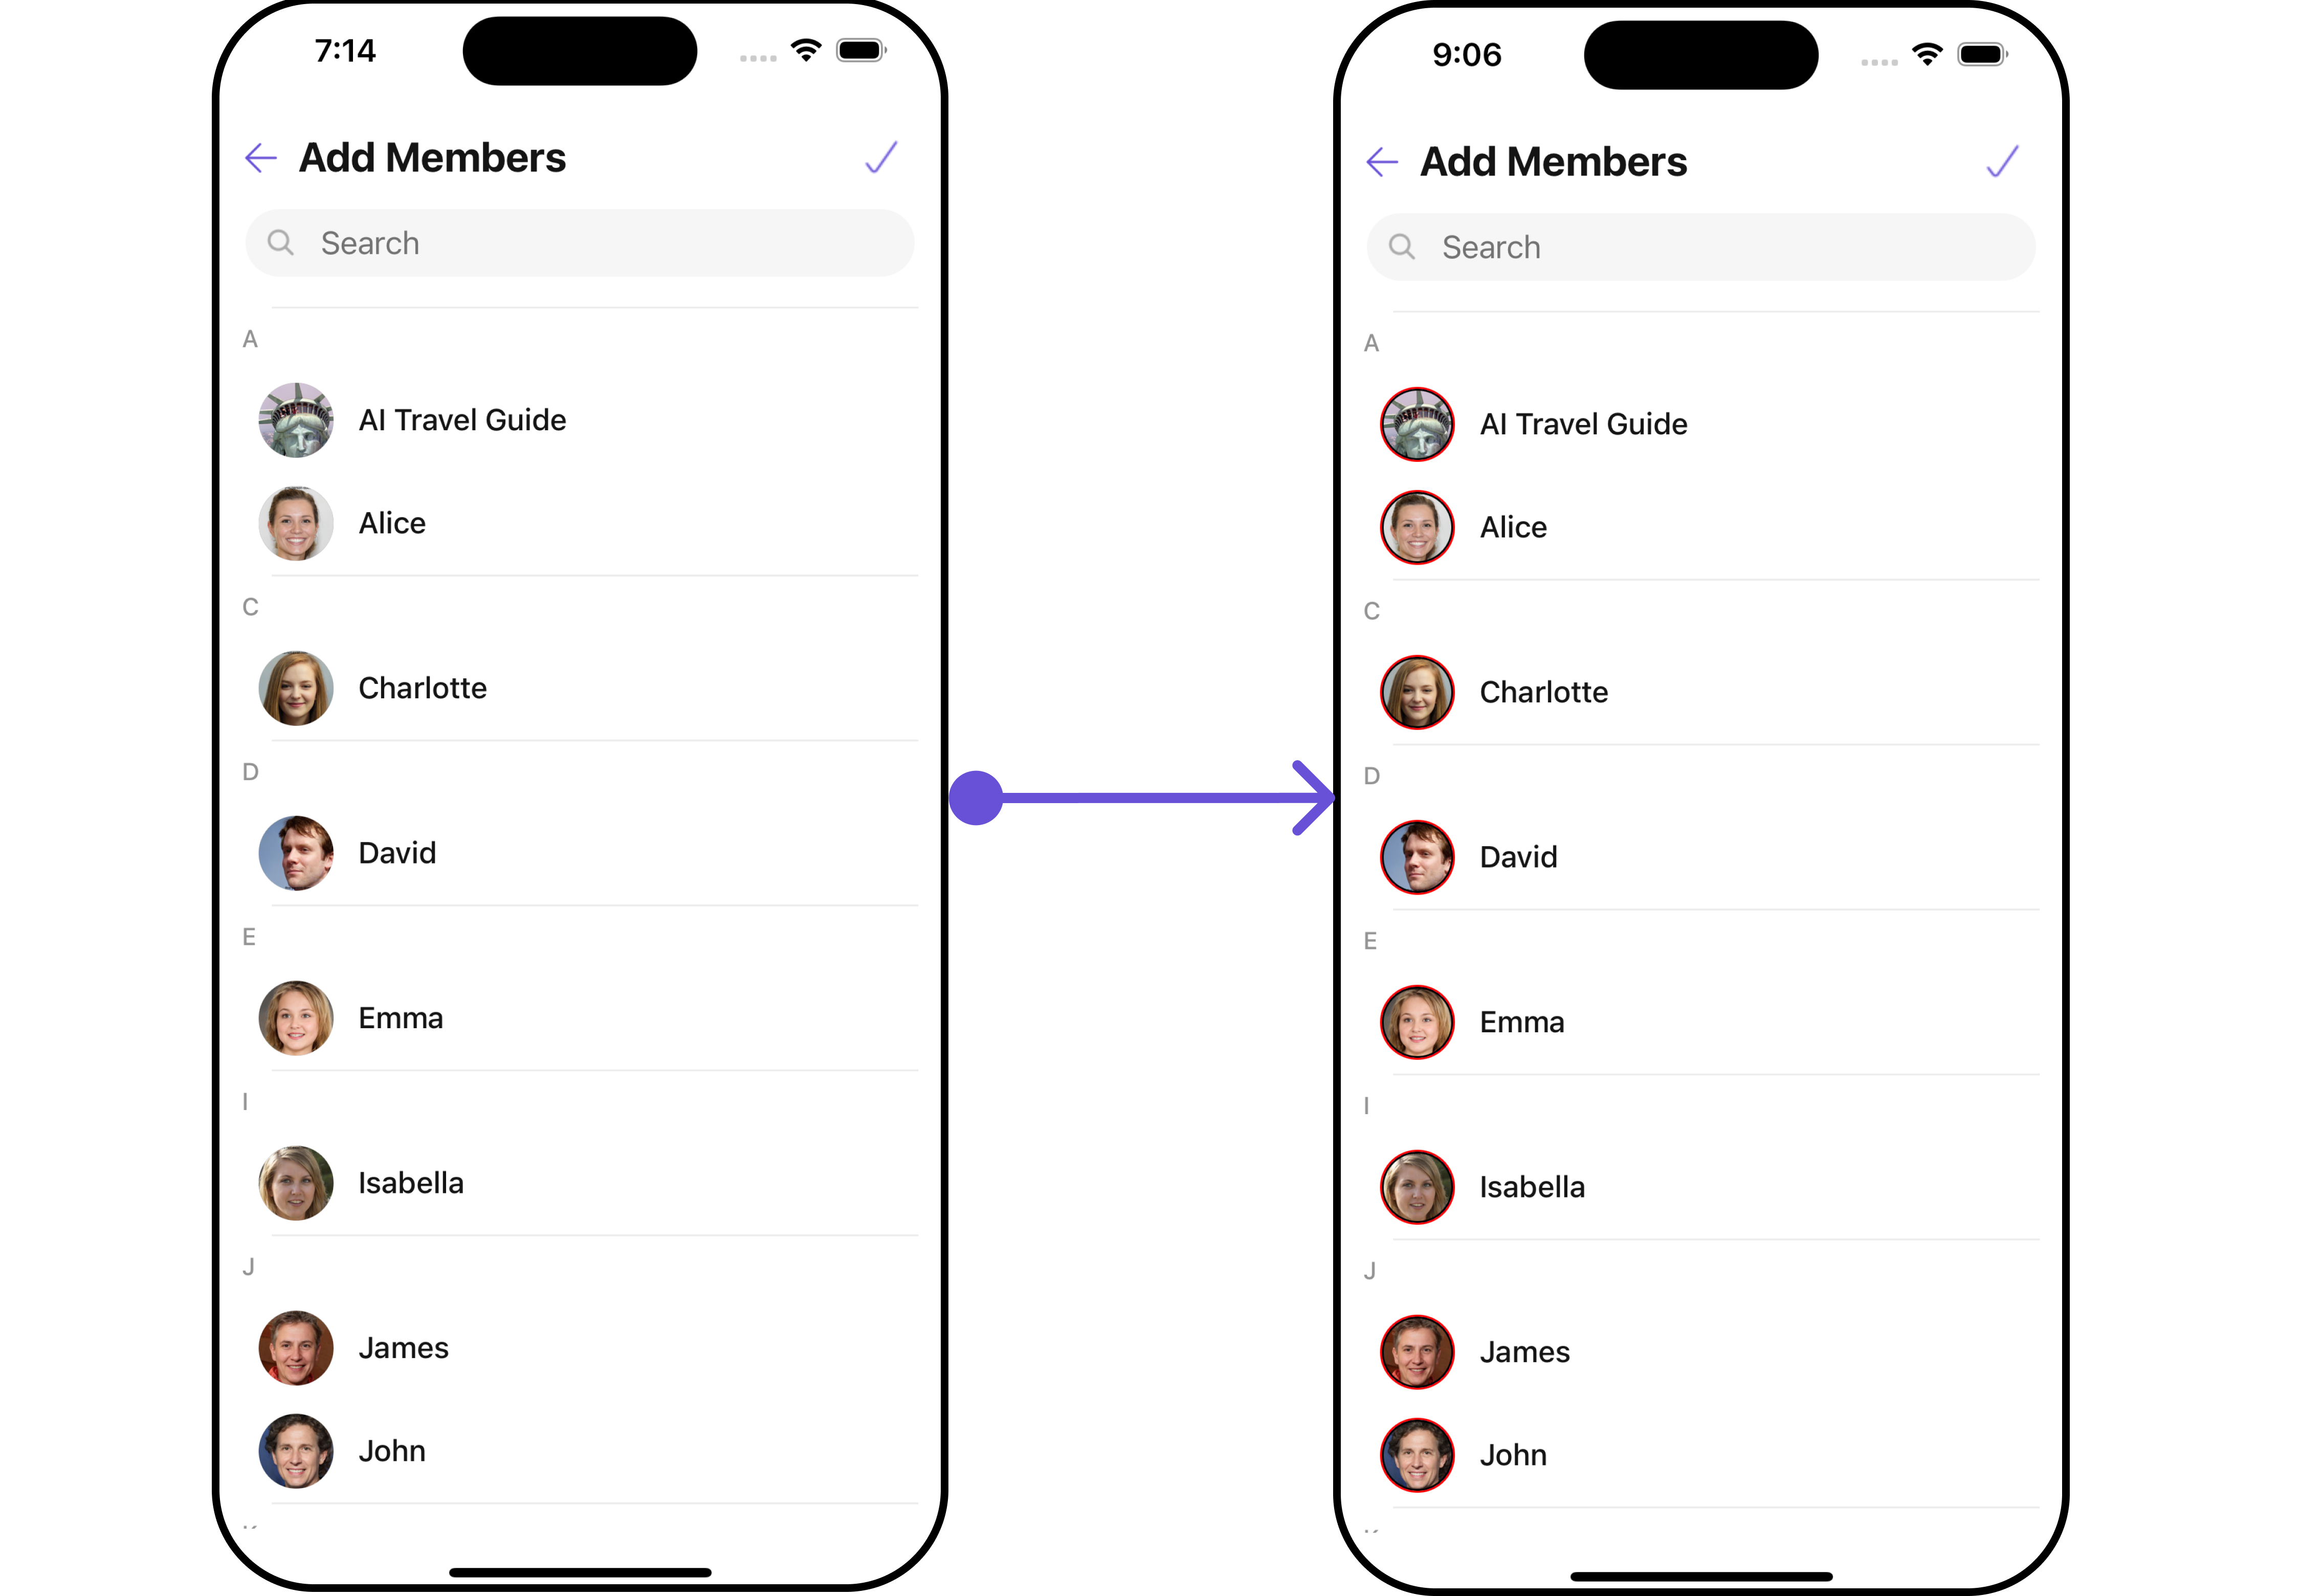 7:14
Add Members
Search
A
AI Travel Guide
Alice
C
Charlotte
D
David
E
Emma
I
Isabella
J
James
John
9:06
Add Members
Search
A
AI Travel Guide
Alice
C
Charlotte
D
David
E
Emma
I
Isabella
J
James
John